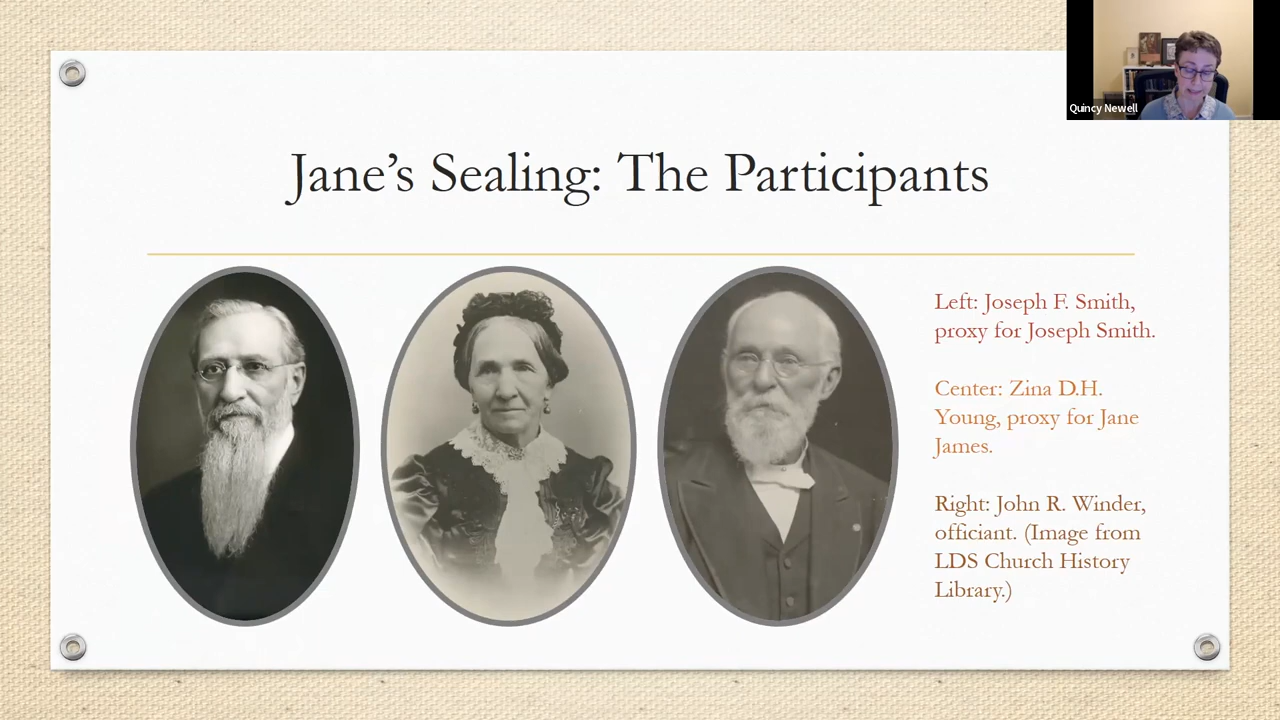 Quincy Newell
Jane’s Sealing: The Participants
Left: Joseph F. Smith,
proxy for Joseph Smith.
Center: Zina D.H.
Young, proxy for Jane
James.
Right: John R. Winder,
officiant. (Image from
LDS Church History
Library.)